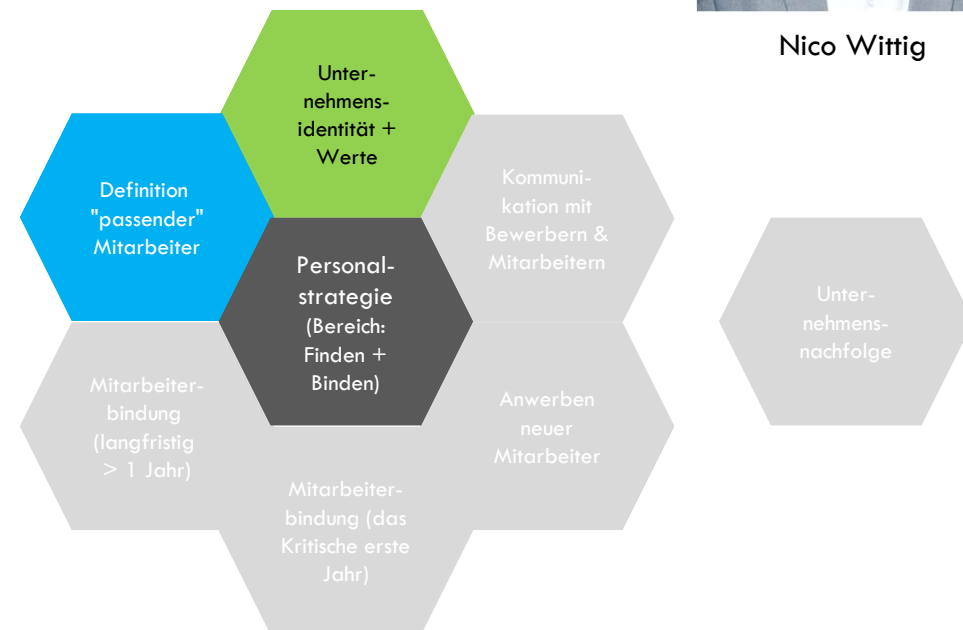 Nico Wittig
Unter-
nehmens-
identität +
Werte
Definition
"passender"
Mitarbeiter
Kommuni-
kation mit
Bewerbern &
Mitarbeitern
Personal-
strategie
(Bereich:
Finden +
Binden)
Unter-
nehmens-
nachfolge
Mitarbeiter-
bindung
(langfristig
> 1 Jahr)
Anwerben
neuer
Mitarbeiter
Mitarbeiter-
bindung (das
Kritische erste
Jahr)